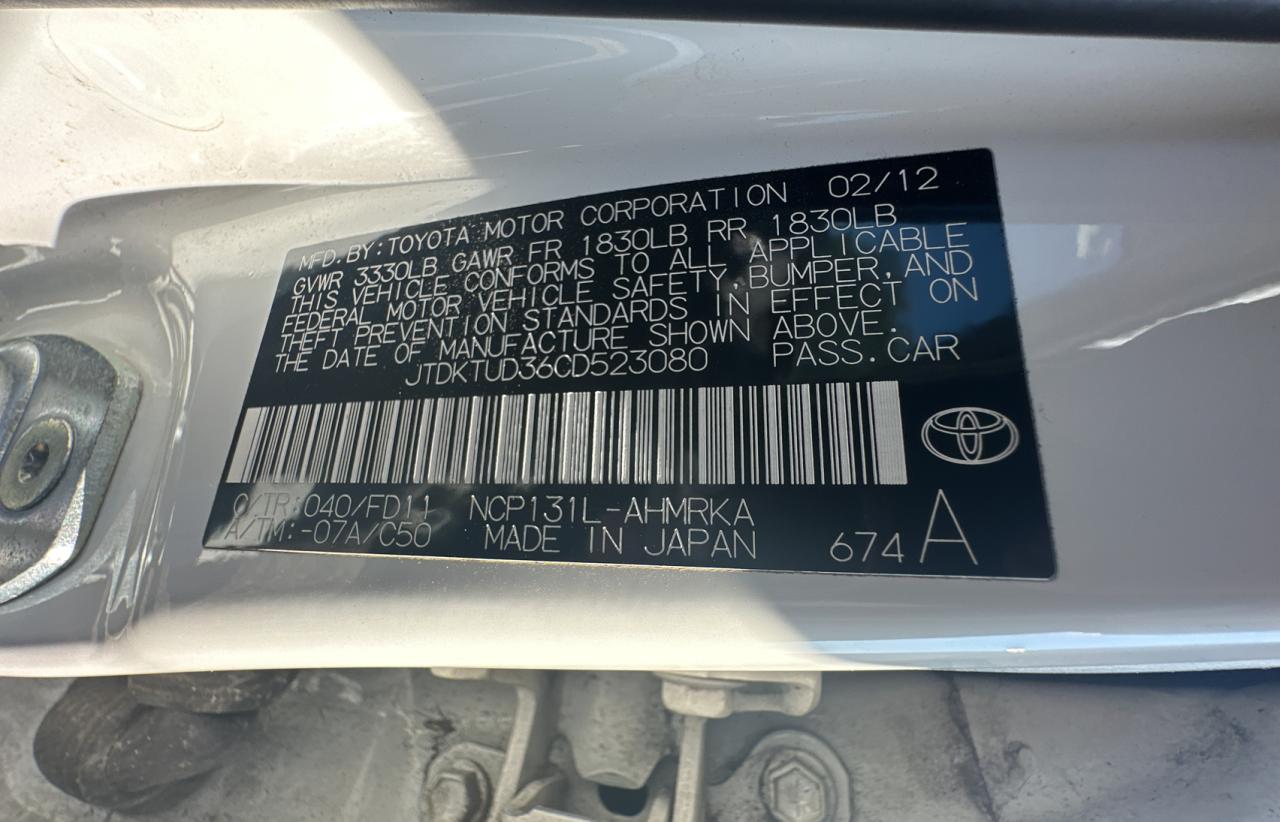 MFD.BY:TOYOTA MOTOR CORPORATION 02/12
GVWR 3330LB GAWR FR 1830LB RR 1830LB
THIS VEHICLE CONFORMS TO ALL APPLICABLE
FEDERAL MOTOR VEHICLE SAFETY,BUMPER,AND
THEFT PREVENTION STANDARDS IN EFFECT ON
THE DATE OF MANUFACTURE SHOWN ABOVE.
JTDKTUD36CD523080 PASS.CAR
C/TR:040/FD11 NCP131L-AHMRKA
A/TM:-07A/C50 MADE IN JAPAN 674 A